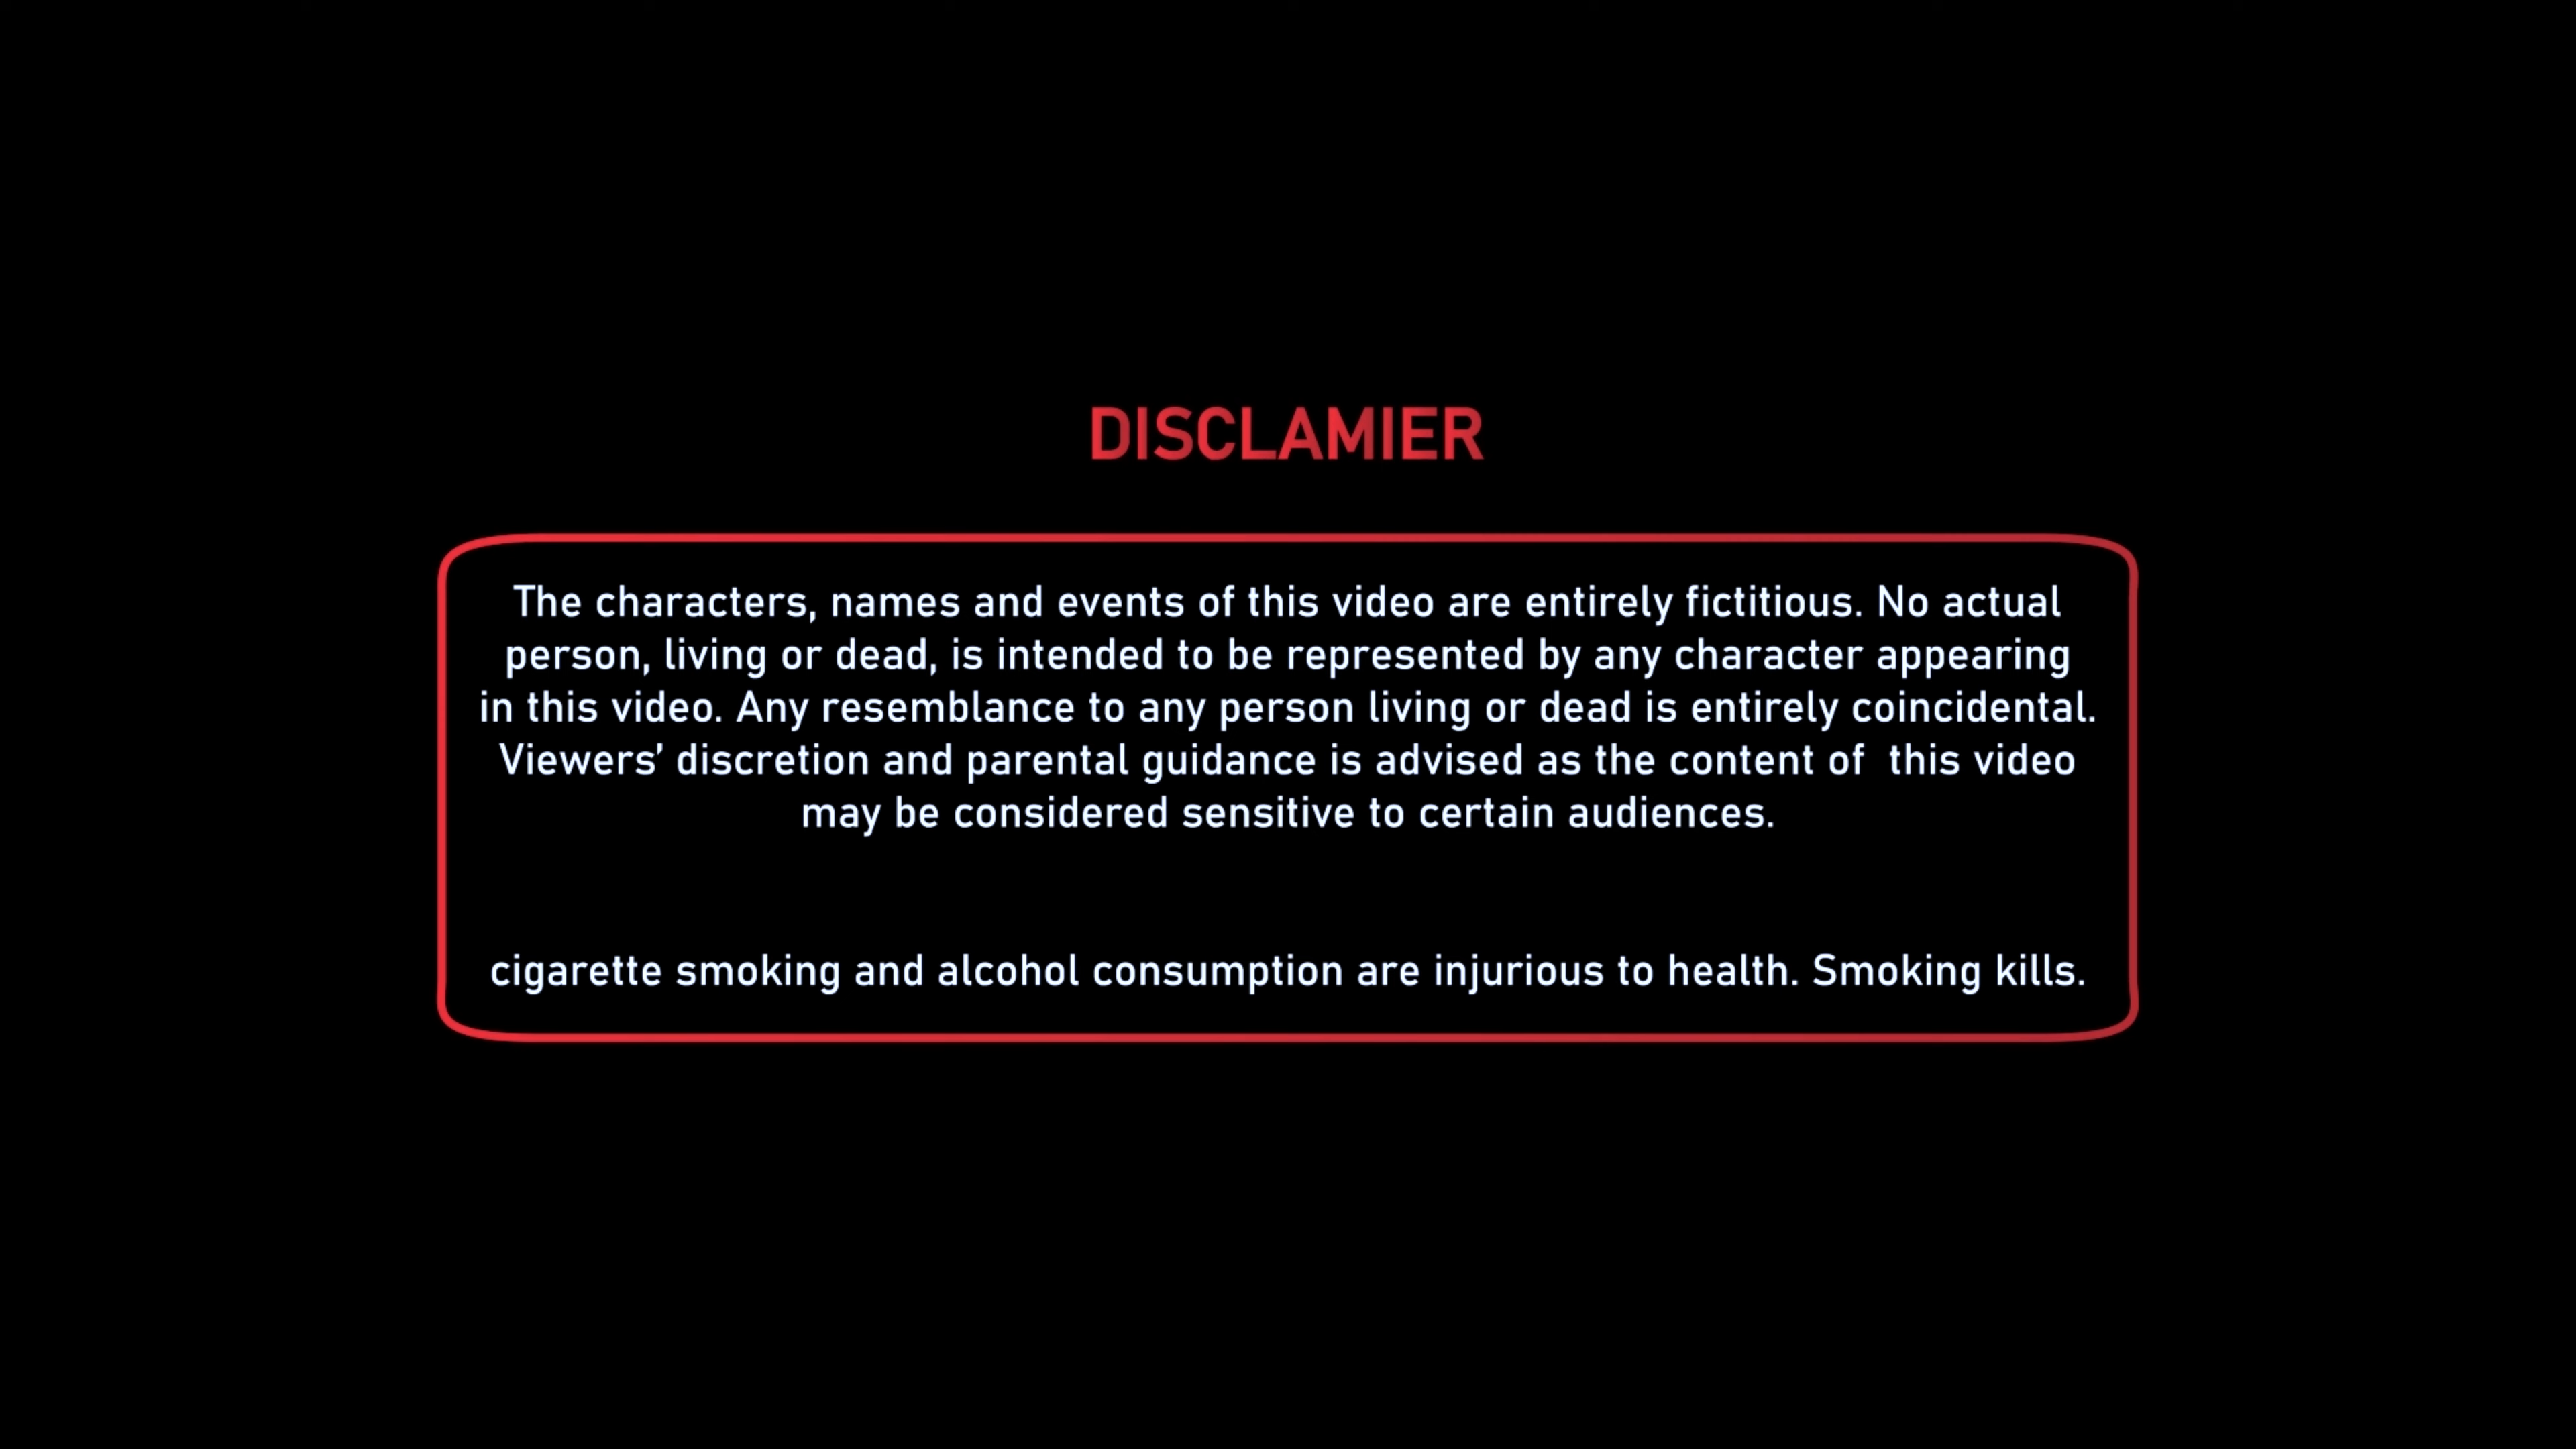 DISCLAMIER
The characters, names and events of this video are entirely fictitious. No actual
person, living or dead, is intended to be represented by any character appearing
in this video. Any resemblance to any person living or dead is entirely coincidental.
Viewers’ discretion and parental guidance is advised as the content of  this video
may be considered sensitive to certain audiences.
cigarette smoking and alcohol consumption are injurious to health. Smoking kills.